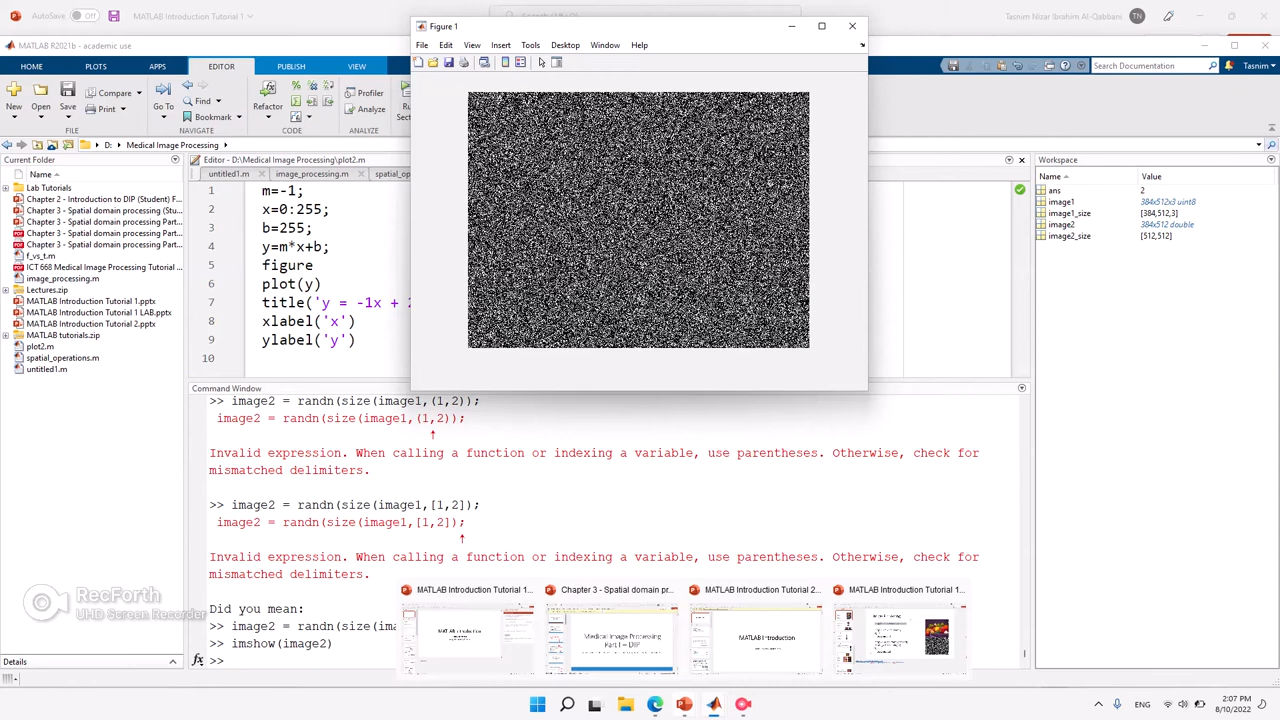 AutoSave Off MATLAB Introduction Tutorial 1
Tasnim Nizar Ibrahim Al-Qabbani TN
MATLAB R2021b - academic use
Figure 1
File Edit View Insert Tools Desktop Window Help
HOME PLOTS APPS EDITOR PUBLISH VIEW
Search Documentation Tasnim
New Open Save Compare Print Go To Find Bookmark Refactor Profiler Analyze Run
FILE NAVIGATE CODE ANALYZE
D: Medical Image Processing
Current Folder
Name
Lab Tutorials
Chapter 2 - Introduction to DIP (Student) F...
Chapter 3 - Spatial domain processing (Stu...
Chapter 3 - Spatial domain processing Part...
Chapter 3 - Spatial domain processing Part...
Chapter 3 - Spatial domain processing Part...
f_vs_t.m
ICT 668 Medical Image Processing Tutorial
image_processing.m
Lectures.zip
MATLAB Introduction Tutorial 1.pptx
MATLAB Introduction Tutorial 1 LAB.pptx
MATLAB Introduction Tutorial 2.pptx
MATLAB tutorials.zip
plot2.m
spatial_operations.m
untitled1.m
Details
Editor - D:\Medical Image Processing\plot2.m
untitled1.m image_processing.m spatial_op
1 m=-1;
2 x=0:255;
3 b=255;
4 y=m*x+b;
5 figure
6 plot(y)
7 title('y = -1x + 2
8 xlabel('x')
9 ylabel('y')
10
Workspace
Name Value
ans 2
image1 384x512x3 uint8
image1_size [384,512,3]
image2 384x512 double
image2_size [512,512]
Command Window
>> image2 = randn(size(image1,(1,2));
image2 = randn(size(image1,(1,2));
↑
Invalid expression. When calling a function or indexing a variable, use parentheses. Otherwise, check for
mismatched delimiters.
>> image2 = randn(size(image1,[1,2]);
image2 = randn(size(image1,[1,2]);
↑
Invalid expression. When calling a function or indexing a variable, use parentheses. Otherwise, check for
mismatched delimiters.
Did you mean:
>> image2 = randn(size(ima
>> imshow(image2)
fx >>
RecForth
UHD Screen Recorder
MATLAB Introduction Tutorial 1...
Chapter 3 - Spatial domain pr...
MATLAB Introduction Tutorial 2...
MATLAB Introduction Tutorial 1...
Medical Image Processing
Part I – DIP
MATLAB Introduction
ENG
2:07 PM
8/10/2022